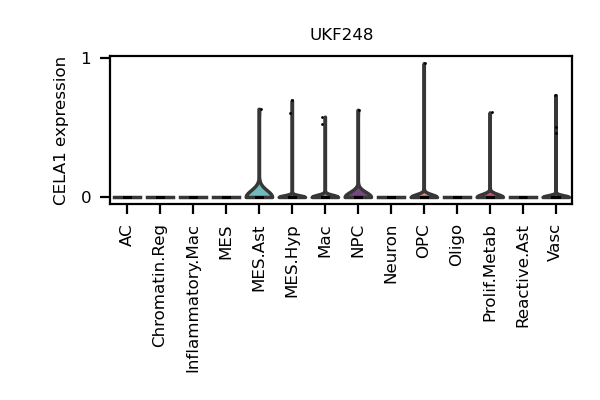 UKF248
CELA1 expression
1
0
AC
Chromatin.Reg
Inflammatory.Mac
MES
MES.Ast
MES.Hyp
Mac
NPC
Neuron
OPC
Oligo
Prolif.Metab
Reactive.Ast
Vasc